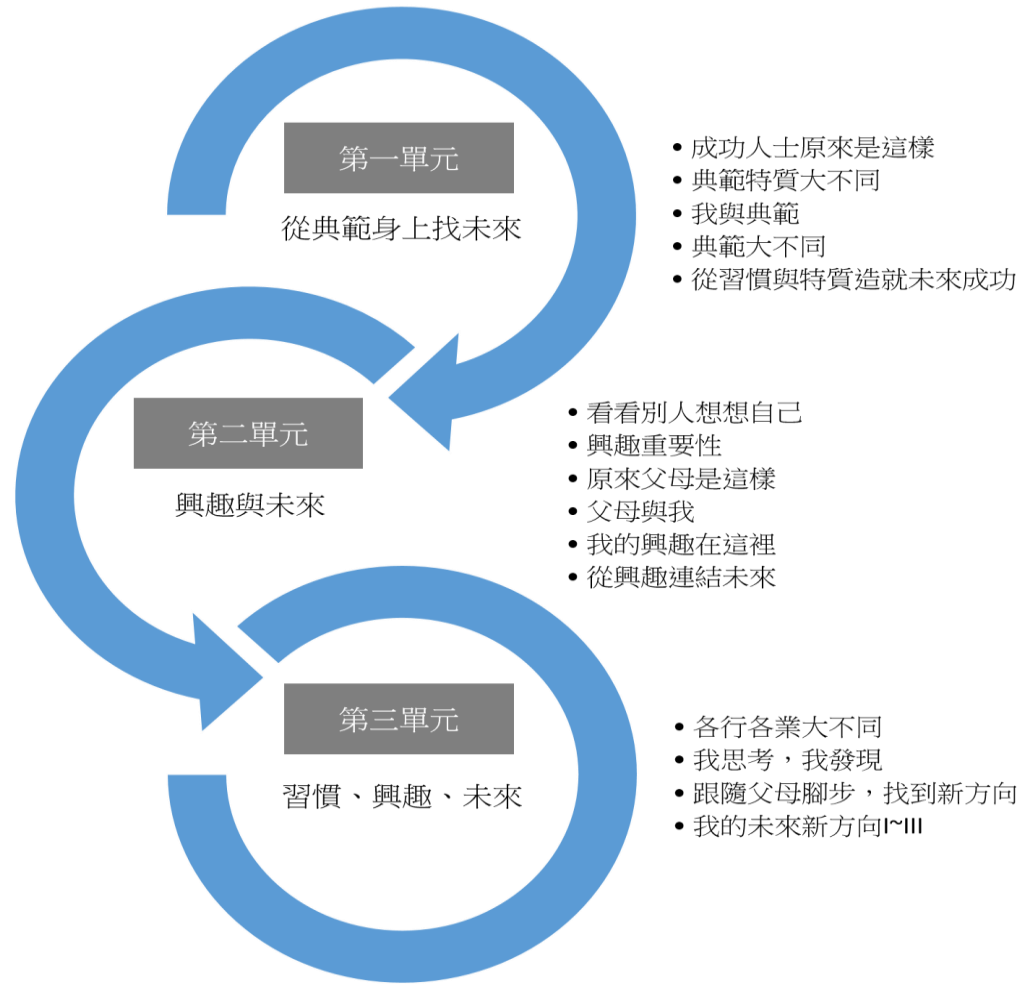 第一單元
從典範身上找未來
• 成功人士原來是這樣
• 典範特質大不同
• 我與典範
• 典範大不同
• 從習慣與特質造就未來成功
第二單元
興趣與未來
• 看看別人想想自己
• 興趣重要性
• 原來父母是這樣
• 父母與我
• 我的興趣在這裡
• 從興趣連結未來
第三單元
習慣、興趣、未來
• 各行各業大不同
• 我思考，我發現
• 跟隨父母腳步，找到新方向
• 我的未來新方向I~III